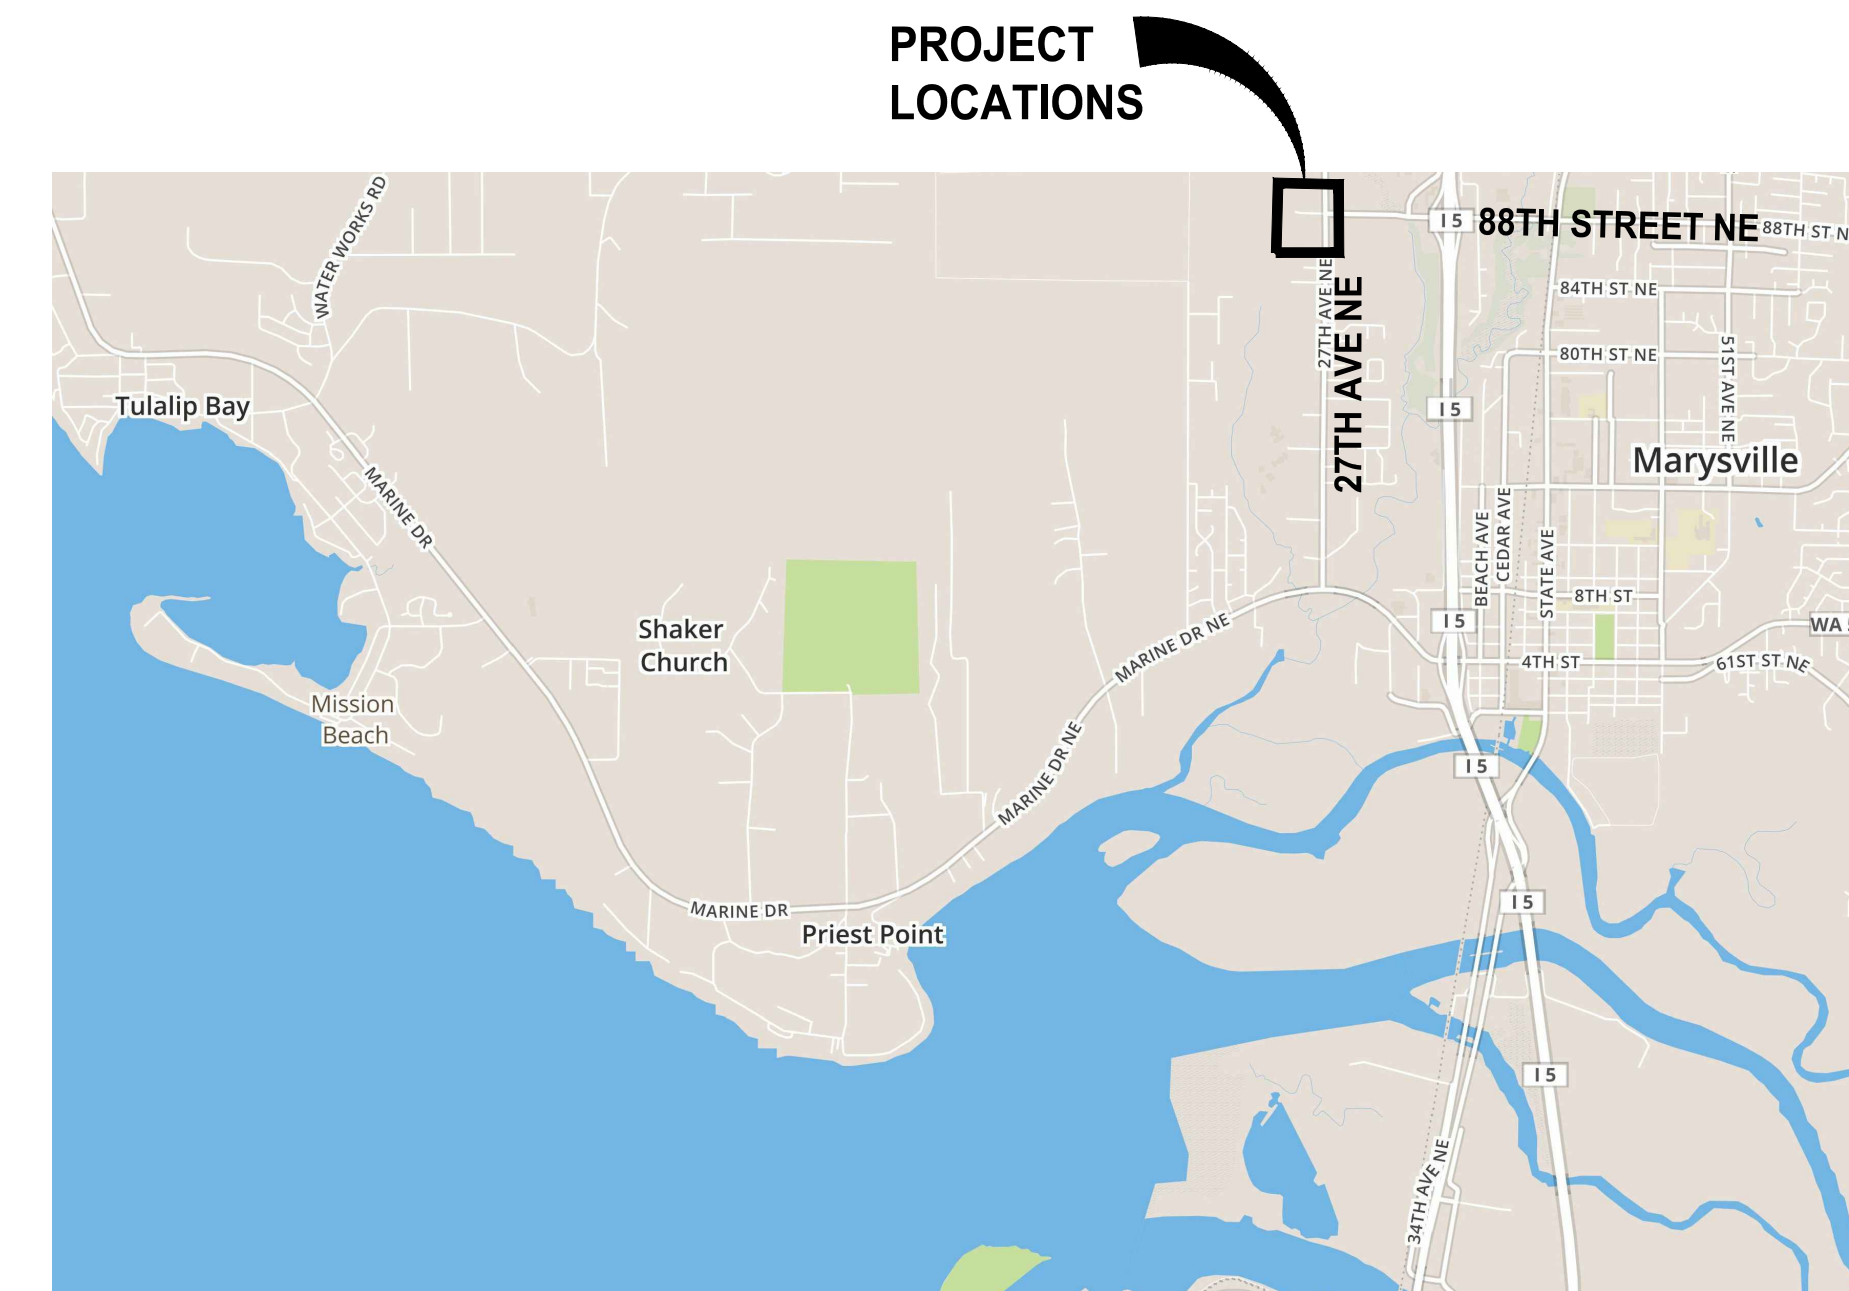 PROJECT
LOCATIONS
WATER WORKS RD
I 5
88TH STREET NE
88TH ST N
27TH AVE NE
27TH AVE NE
84TH ST NE
80TH ST NE
51ST AVE NE
Tulalip Bay
I 5
Marysville
MARINE DR
BEACH AVE
CEDAR AVE
STATE AVE
8TH ST
Shaker
Church
MARINE DR NE
I 5
WA
4TH ST
61ST ST NE
Mission
Beach
MARINE DR NE
I 5
MARINE DR
Priest Point
I 5
I 5
34TH AVE NE